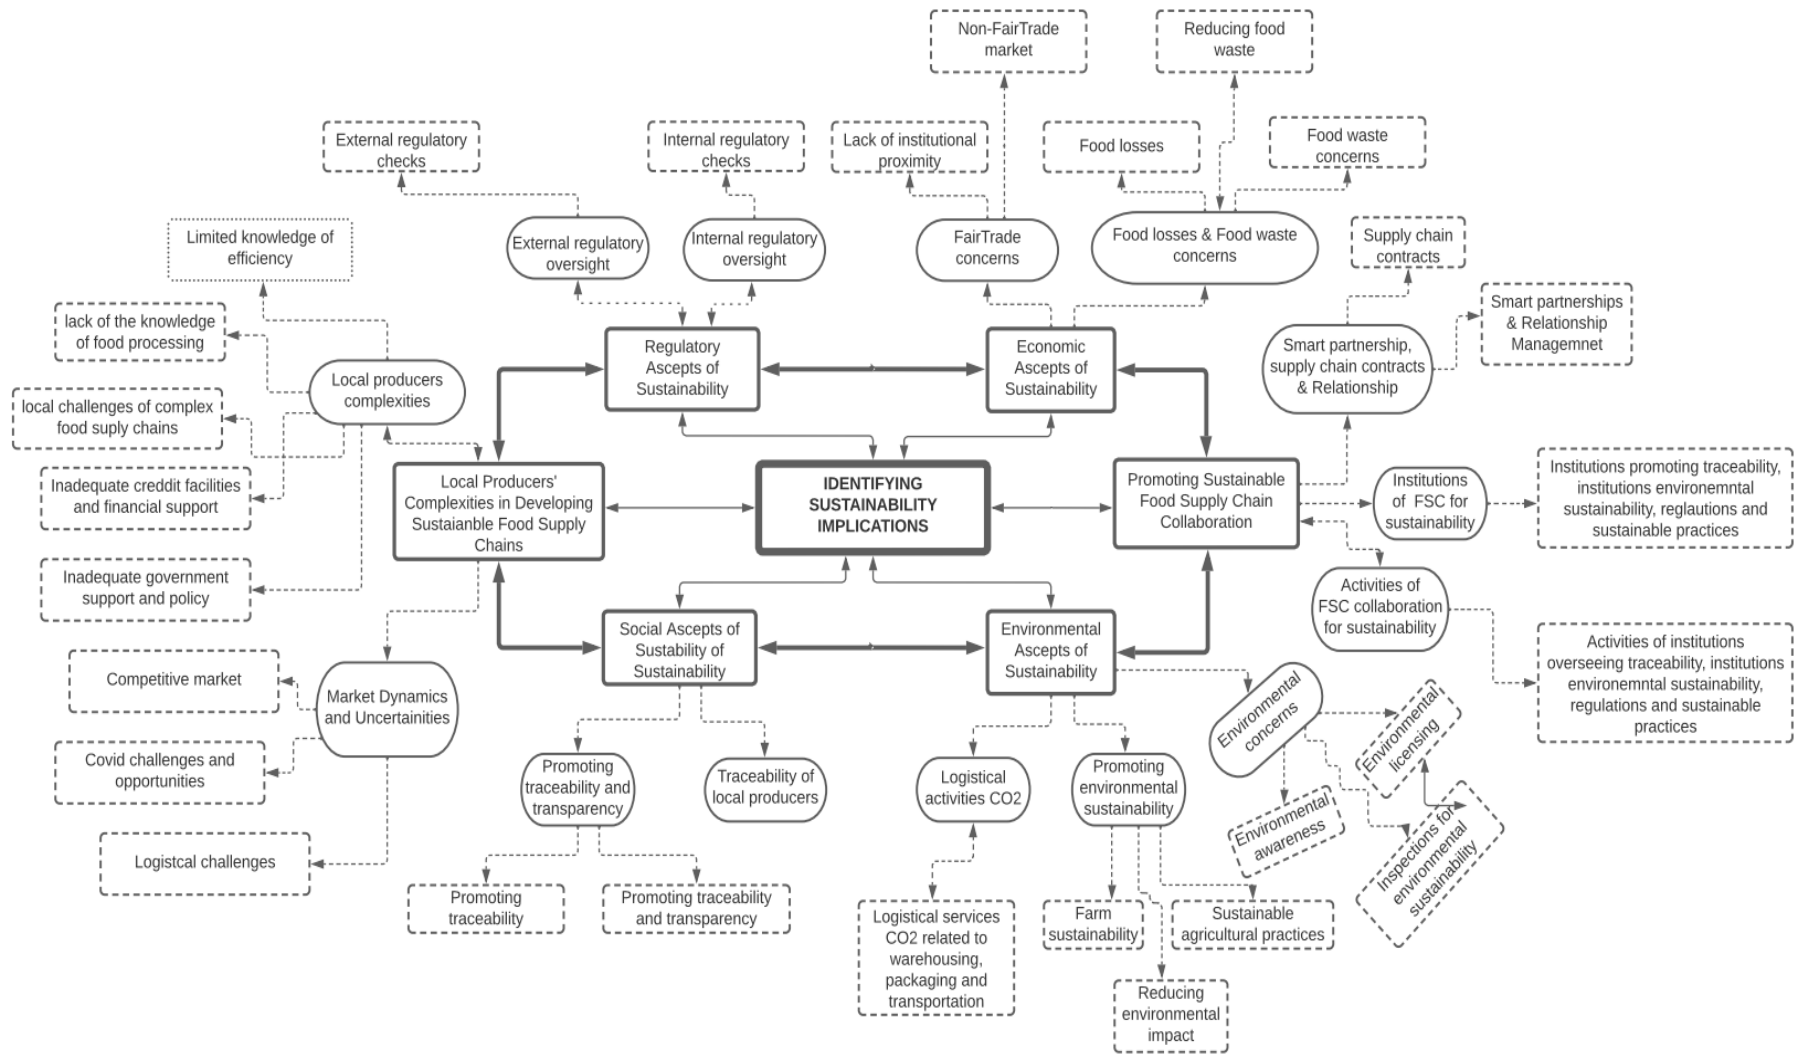 Non-FairTrade
market
Reducing food
waste
External regulatory
checks
Internal regulatory
checks
Lack of institutional
proximity
Food losses
Food waste
concerns
Limited knowledge of
efficiency
External regulatory
oversight
Internal regulatory
oversight
FairTrade
concerns
Food losses & Food waste
concerns
Supply chain
contracts
lack of the knowledge
of food processing
Smart partnerships
& Relationship
Managemnet
Regulatory
Ascepts of
Sustainability
Economic
Ascepts of
Sustainability
Smart partnership,
supply chain contracts
& Relationship
Local producers
complexities
local challenges of complex
food suply chains
Inadequate creddit facilities
and financial support
Local Producers'
Complexities in Developing
Sustaianble Food Supply
Chains
IDENTIFYING
SUSTAINABILITY
IMPLICATIONS
Promoting Sustainable
Food Supply Chain
Collaboration
Institutions
of FSC for
sustainability
Institutions promoting traceability,
institutions environemntal
sustainability, reglautions and
sustainable practices
Inadequate government
support and policy
Activities of
FSC collaboration
for sustainability
Social Ascepts of
Sustability of
Sustainability
Environmental
Ascepts of
Sustainability
Activities of institutions
overseeing traceability, institutions
environemntal sustainability,
regulations and sustainable
practices
Competitive market
Market Dynamics
and Uncertainities
Environmental
concerns
Environmental
licensing
Covid challenges and
opportunities
Promoting
traceability and
transparency
Traceability of
local producers
Logistical
activities CO2
Promoting
environmental
sustainability
Environmental
awareness
Inspections for
environmental
sustainability
Logistcal challenges
Promoting
traceability
Promoting traceability
and transparency
Logistical services
CO2 related to
warehousing,
packaging and
transportation
Farm
sustainability
Sustainable
agricultural practices
Reducing
environmental
impact